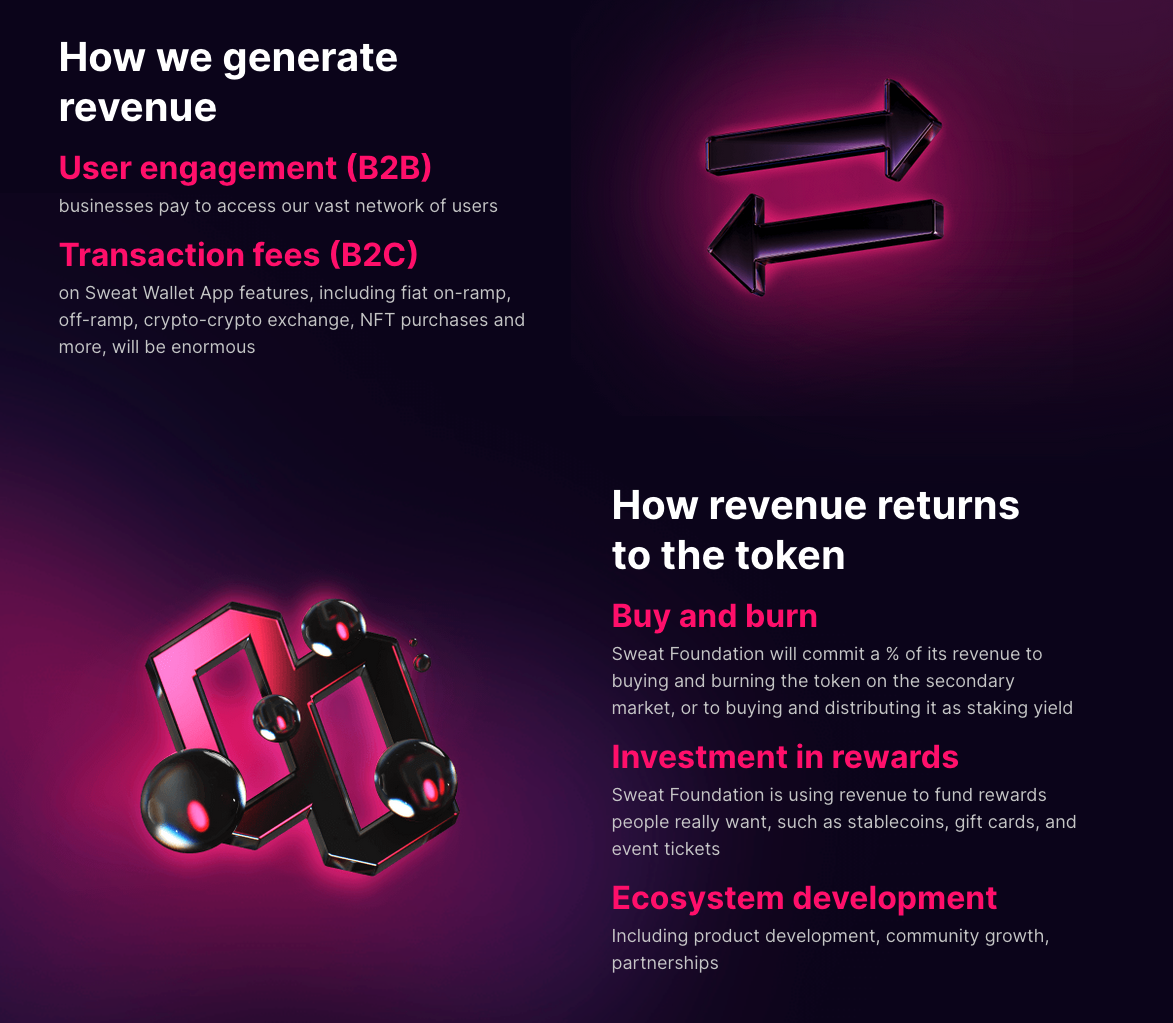 How we generate
revenue
User engagement (B2B)
businesses pay to access our vast network of users
Transaction fees (B2C)
on Sweat Wallet App features, including fiat on-ramp,
off-ramp, crypto-crypto exchange, NFT purchases and
more, will be enormous
How revenue returns
to the token
Buy and burn
Sweat Foundation will commit a % of its revenue to
buying and burning the token on the secondary
market, or to buying and distributing it as staking yield
Investment in rewards
Sweat Foundation is using revenue to fund rewards
people really want, such as stablecoins, gift cards, and
event tickets
Ecosystem development
Including product development, community growth,
partnerships